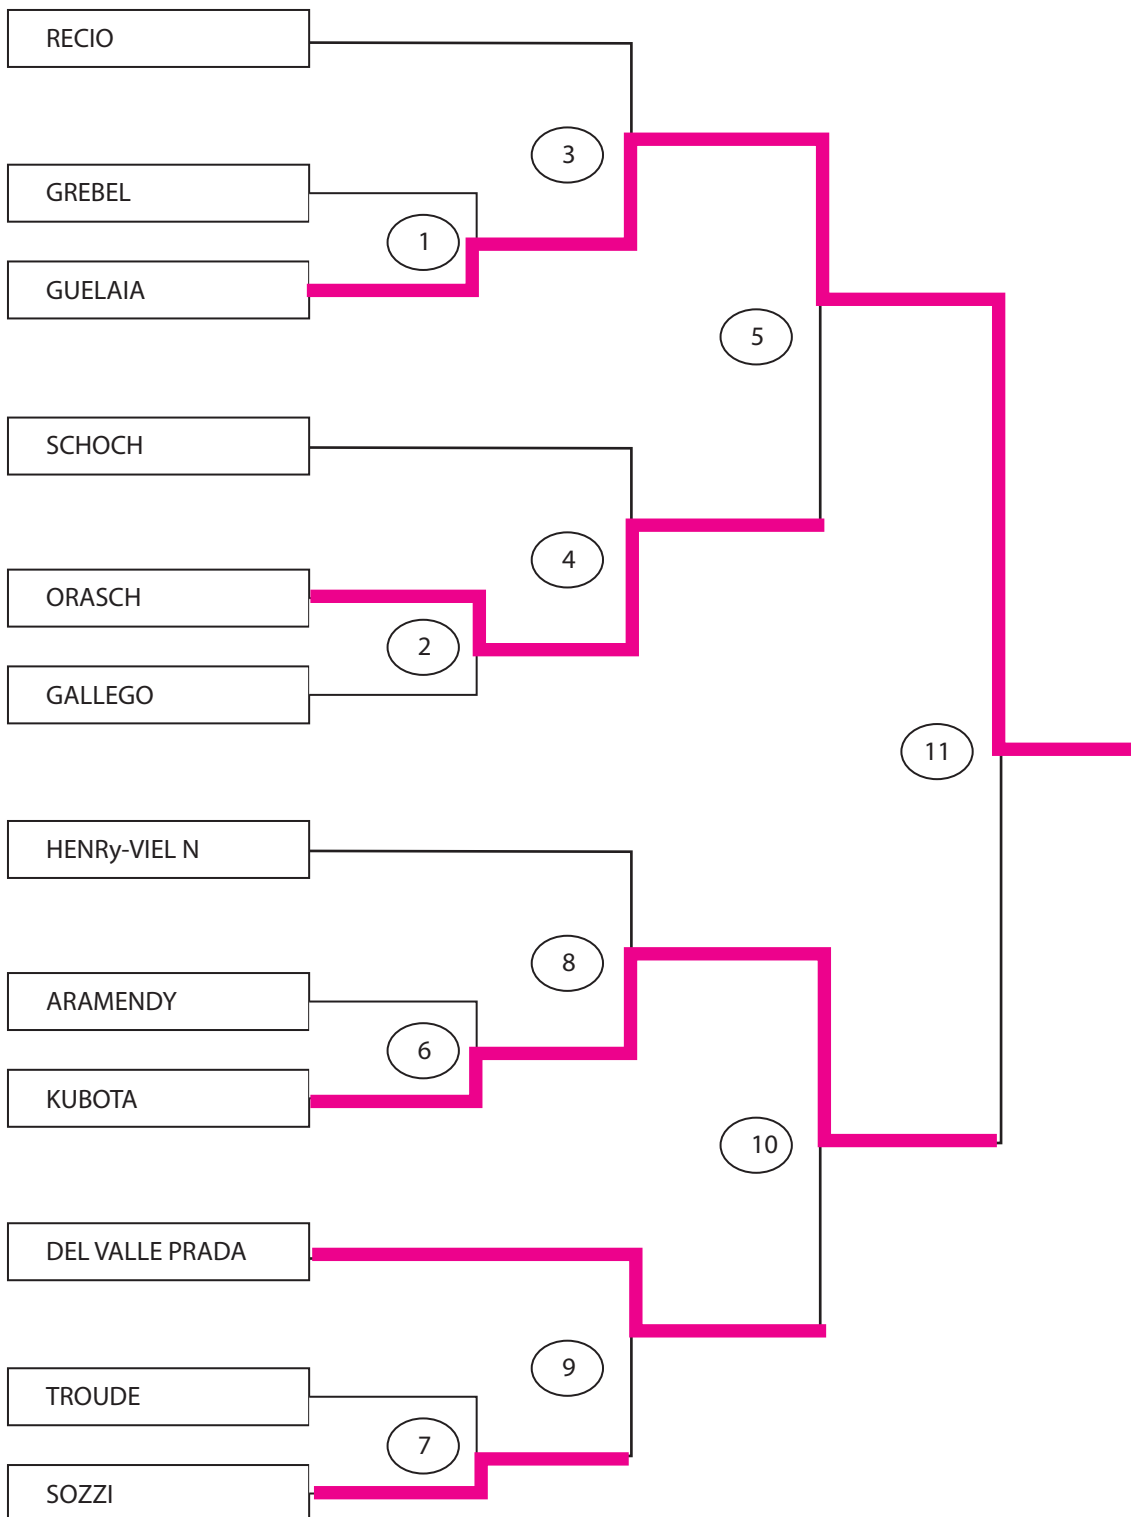 RECIO
3
GREBEL
1
GUELAIA
5
SCHOCH
4
ORASCH
2
GALLEGO
11
HENRy-VIEL N
8
ARAMENDY
6
KUBOTA
10
DEL VALLE PRADA
9
TROUDE
7
SOZZI